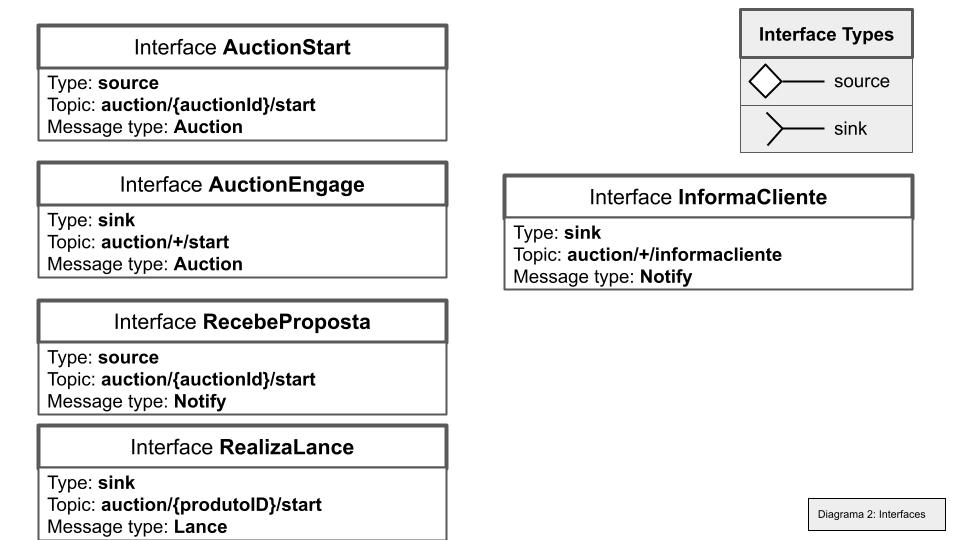 Interface AuctionStart
Type: source
Topic: auction/{auctionId}/start
Message type: Auction
Interface AuctionEngage
Type: sink
Topic: auction/+/start
Message type: Auction
Interface RecebeProposta
Type: source
Topic: auction/{auctionId}/start
Message type: Notify
Interface RealizaLance
Type: sink
Topic: auction/{produtoID}/start
Message type: Lance
Interface Types
source
sink
Interface InformaCliente
Type: sink
Topic: auction/+/informacliente
Message type: Notify
Diagrama 2: Interfaces